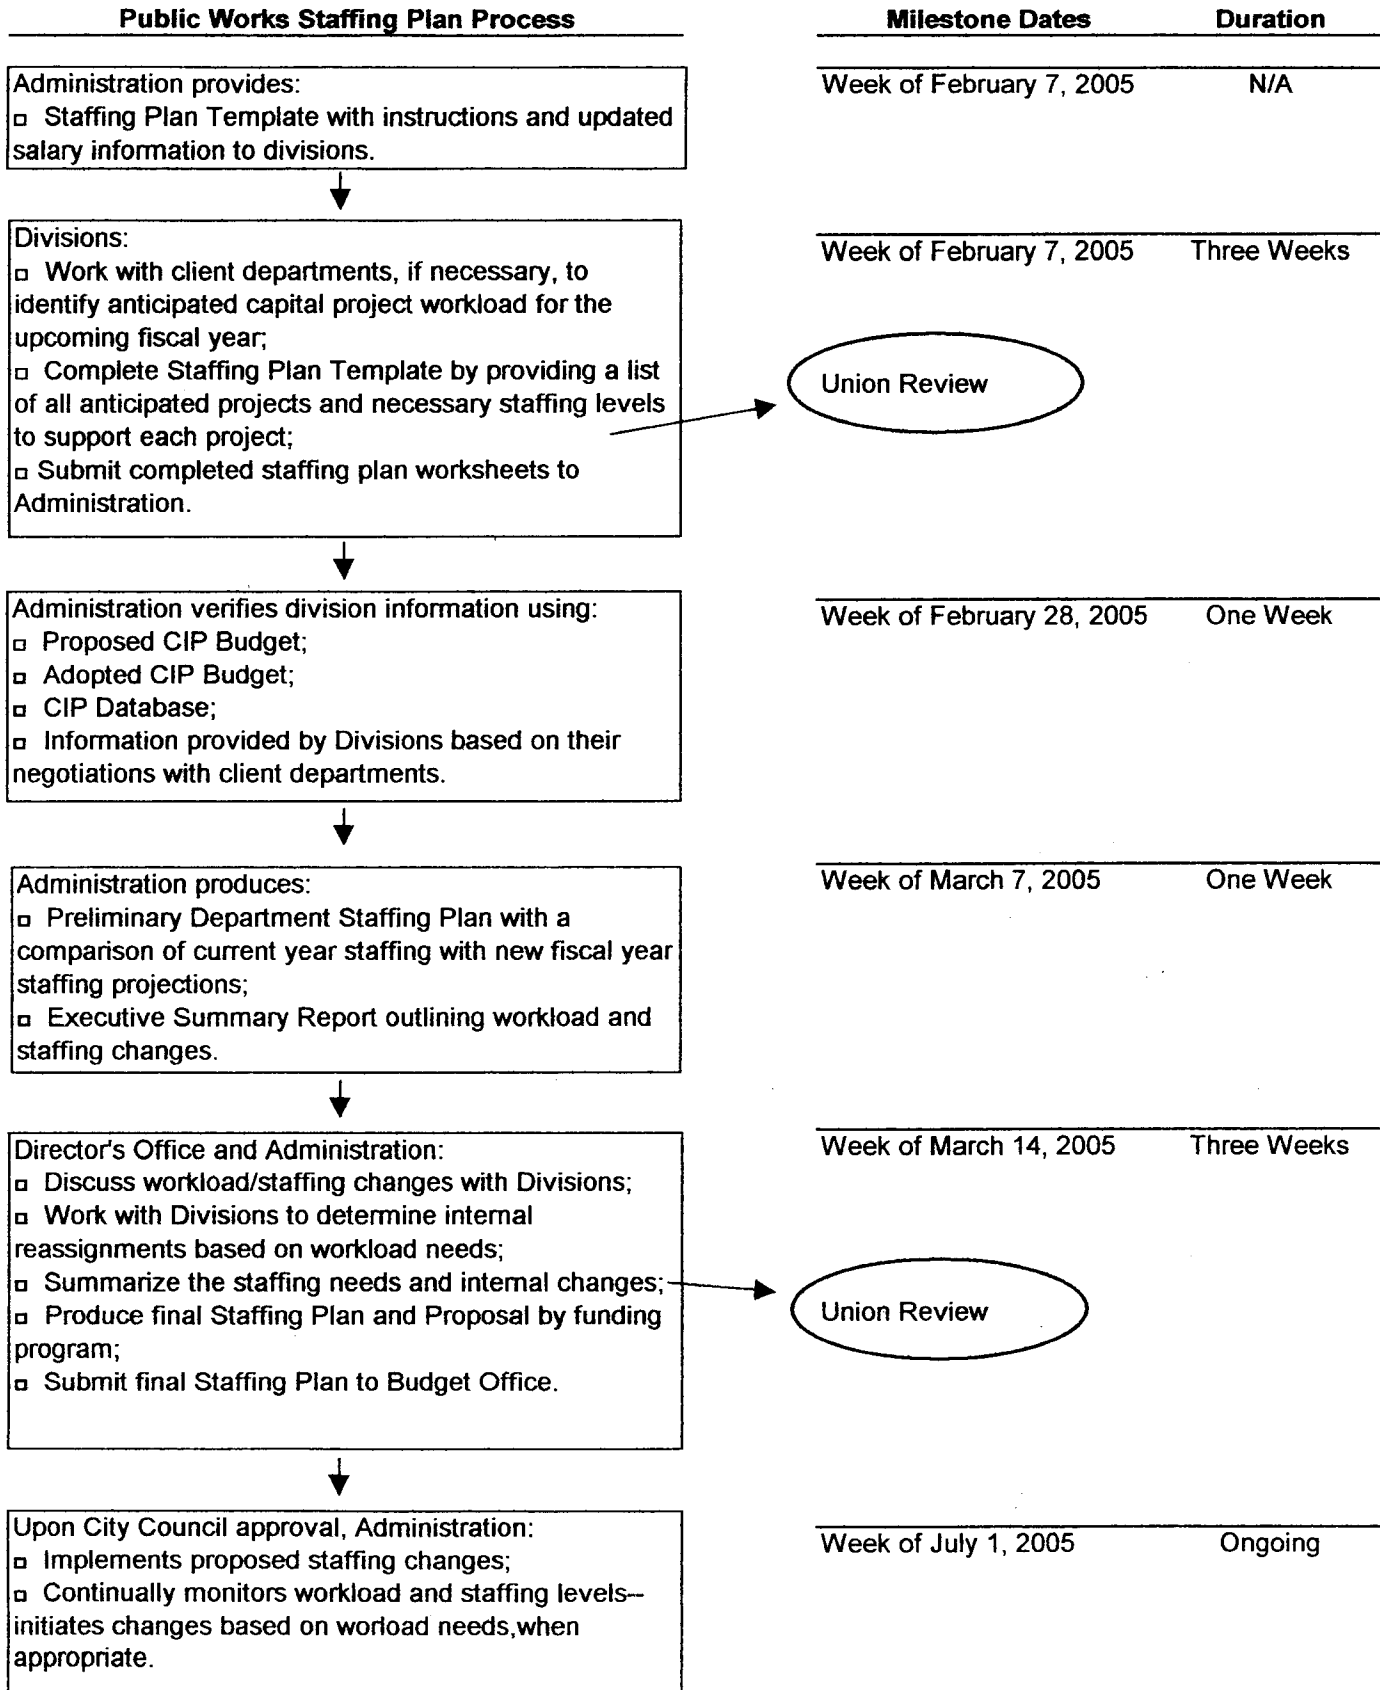 Public Works Staffing Plan Process
Milestone Dates Duration
Administration provides:
▫ Staffing Plan Template with instructions and updated
salary information to divisions.
Week of February 7, 2005 N/A
Divisions:
▫ Work with client departments, if necessary, to
identify anticipated capital project workload for the
upcoming fiscal year;
▫ Complete Staffing Plan Template by providing a list
of all anticipated projects and necessary staffing levels
to support each project;
▫ Submit completed staffing plan worksheets to
Administration.
Week of February 7, 2005 Three Weeks
Union Review
Administration verifies division information using:
▫ Proposed CIP Budget;
▫ Adopted CIP Budget;
▫ CIP Database;
▫ Information provided by Divisions based on their
negotiations with client departments.
Week of February 28, 2005 One Week
Administration produces:
▫ Preliminary Department Staffing Plan with a
comparison of current year staffing with new fiscal year
staffing projections;
▫ Executive Summary Report outlining workload and
staffing changes.
Week of March 7, 2005 One Week
Director's Office and Administration:
▫ Discuss workload/staffing changes with Divisions;
▫ Work with Divisions to determine internal
reassignments based on workload needs;
▫ Summarize the staffing needs and internal changes;
▫ Produce final Staffing Plan and Proposal by funding
program;
▫ Submit final Staffing Plan to Budget Office.
Week of March 14, 2005 Three Weeks
Union Review
Upon City Council approval, Administration:
▫ Implements proposed staffing changes;
▫ Continually monitors workload and staffing levels--
initiates changes based on worload needs,when
appropriate.
Week of July 1, 2005 Ongoing